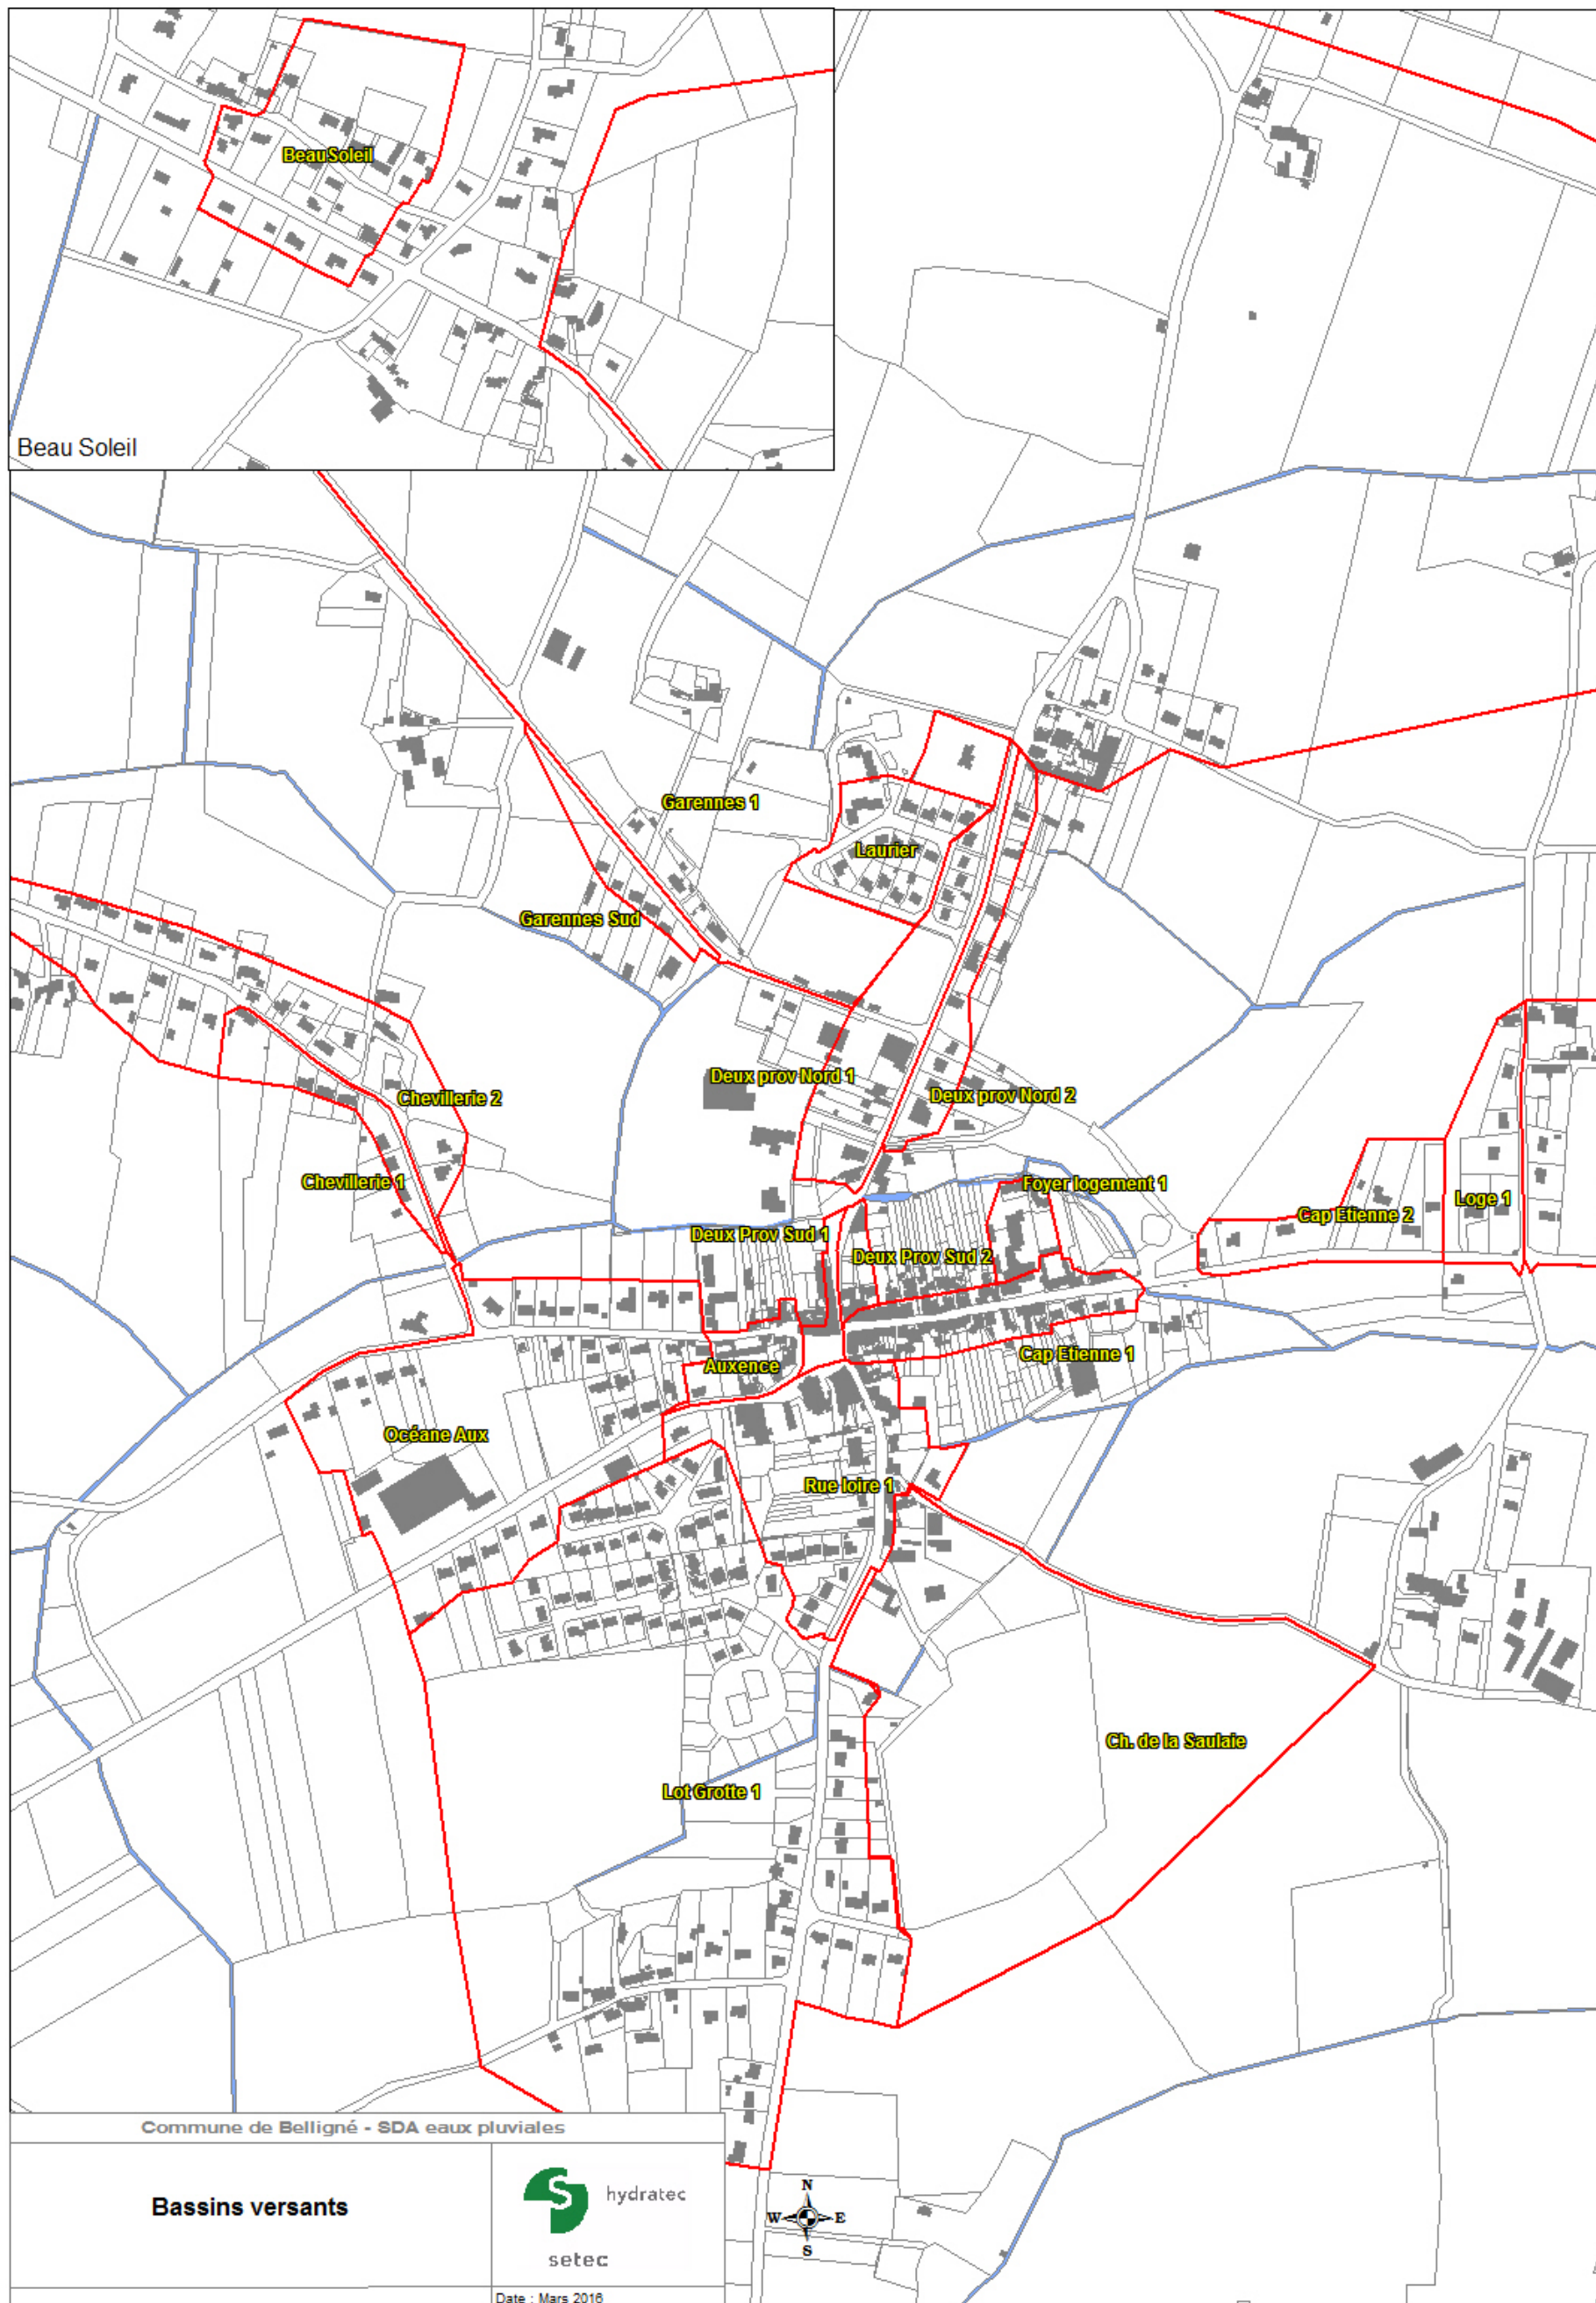 BeauSoleil
Beau Soleil
Garennes 1
Laurier
Garennes Sud
Deux prov Nord 1
Deux prov Nord 2
Chevillerie 2
Chevillerie 1
Foyer logement 1
Loge 1
Cap Etienne 2
Deux Prov Sud 1
Deux Prov Sud 2
Cap Etienne 1
Auxence
Océane Aux
Rue loire 1
Ch. de la Saulaie
Lot Grotte 1
Commune de Belligné - SDA eaux pluviales
Bassins versants
S
hydratec
setec
Date : Mars 2016
N
W E
S